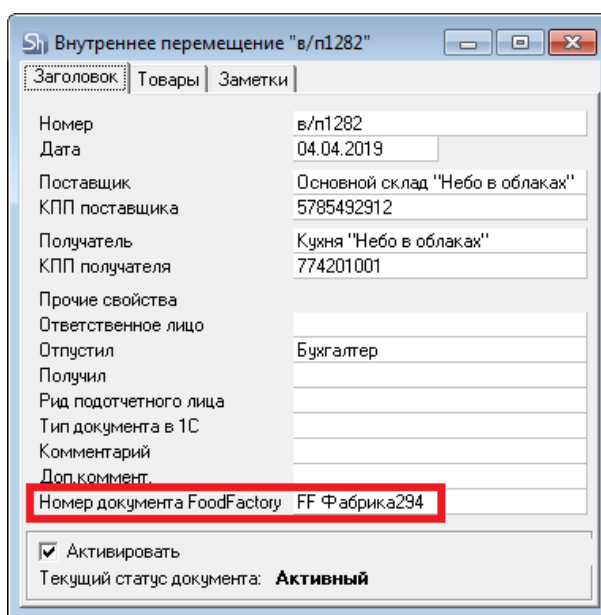 Sh Внутреннее перемещение "в/п1282"
Заголовок Товары Заметки
Номер в/п1282
Дата 04.04.2019
Поставщик Основной склад "Небо в облаках"
КПП поставщика 5785492912
Получатель Кухня "Небо в облаках"
КПП получателя 774201001
Прочие свойства
Ответственное лицо
Отпустил Бухгалтер
Получил
Рид подотчетного лица
Тип документа в 1С
Комментарий
Доп.коммент.
Номер документа FoodFactory FF Фабрика294
Активировать
Текущий статус документа: Активный